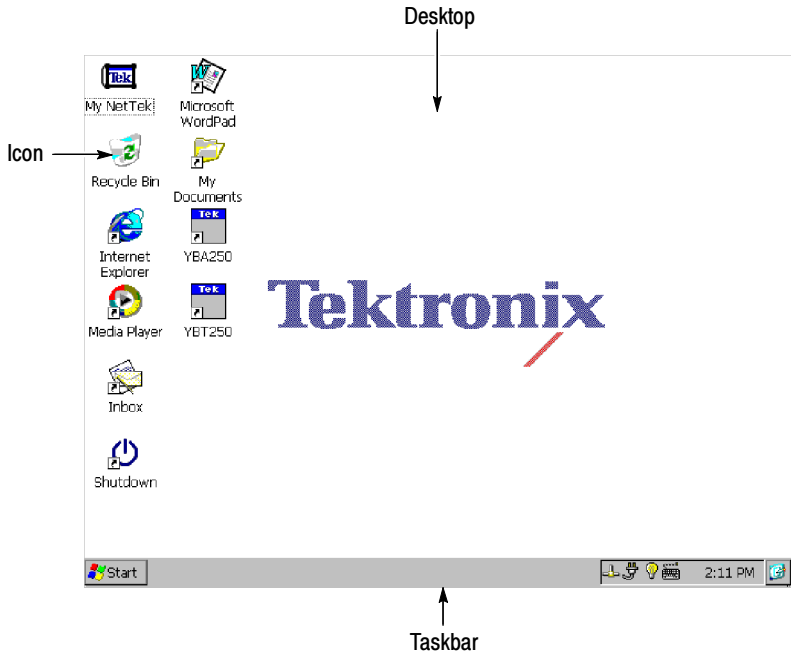 Desktop
Tek
My NetTek
Microsoft
WordPad
Icon
Recycle Bin
My
Documents
Internet
Explorer
Tek
YBA250
Media Player
Tek
YBT250
Tektronix
Inbox
Shutdown
Start
2:11 PM
Taskbar